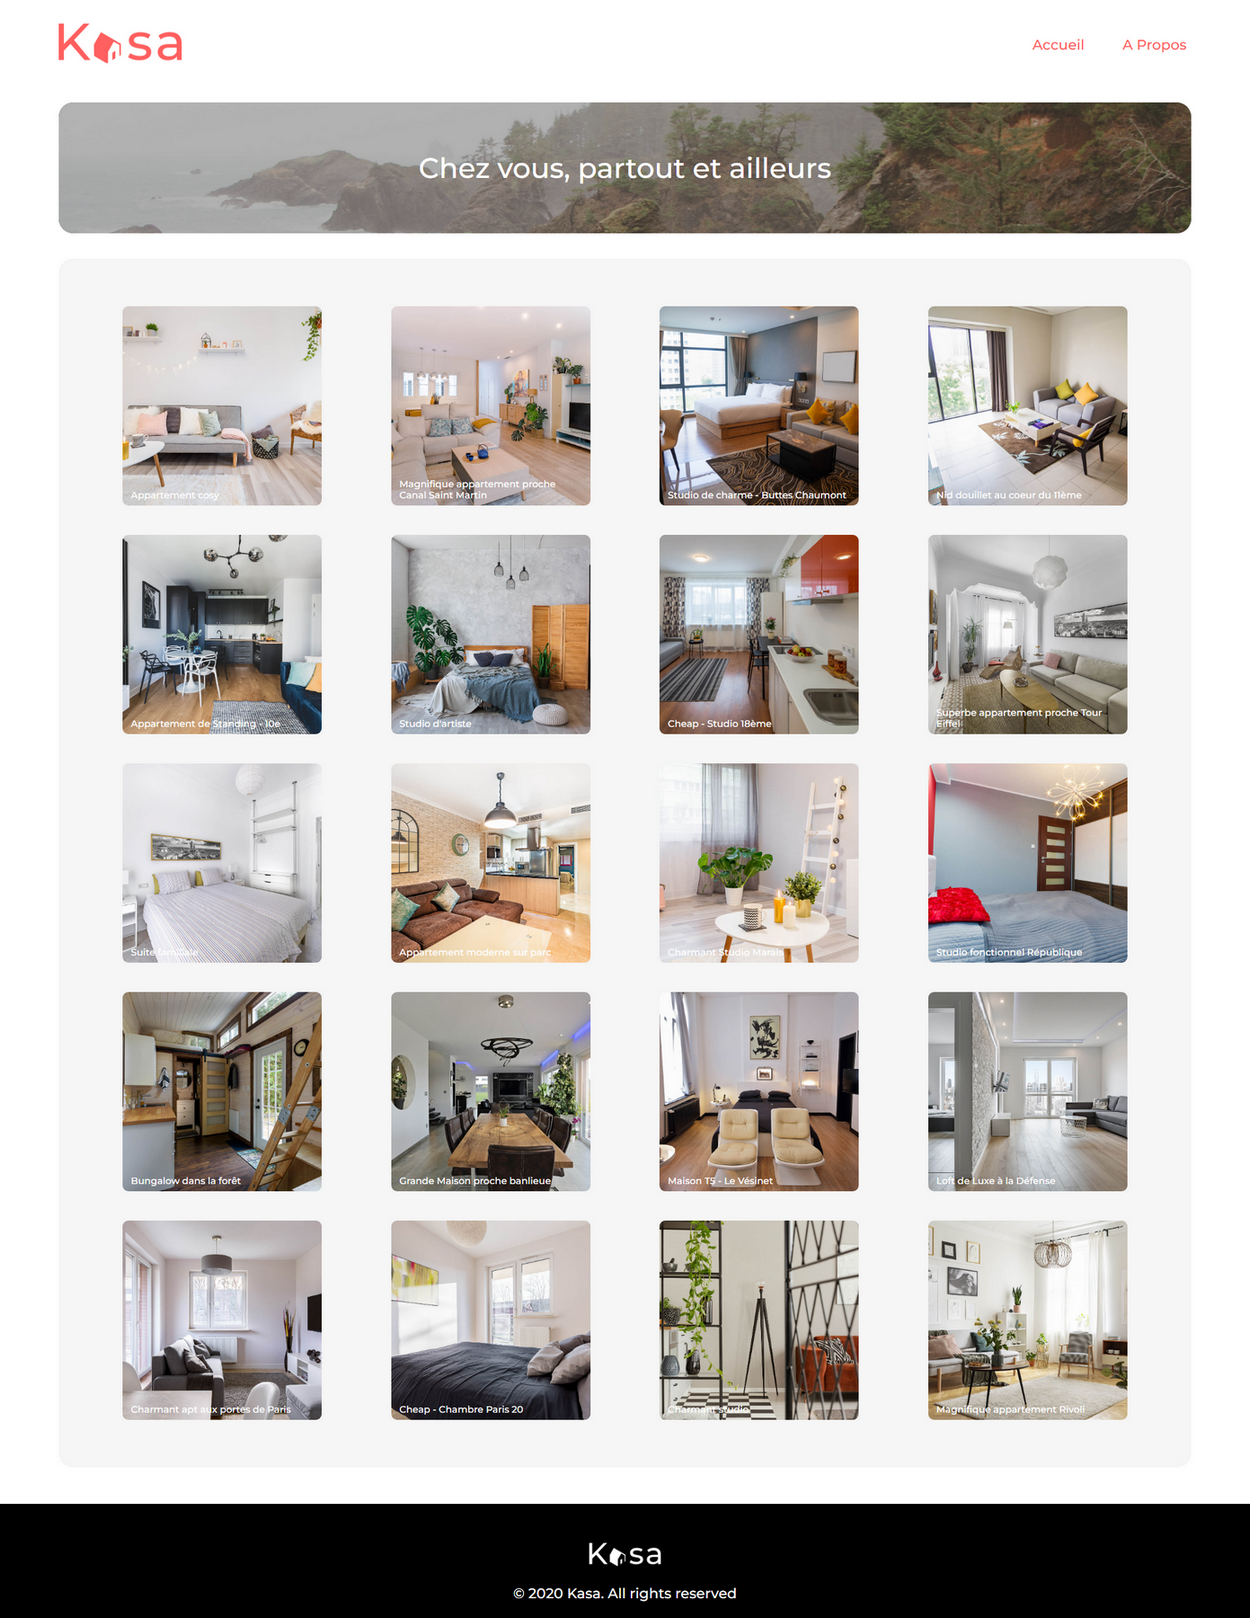 Kasa
Accueil
A Propos
Chez vous, partout et ailleurs
Appartement cosy
Magnifique appartement proche
Canal Saint Martin
Studio de charme - Buttes Chaumont
Nid douillet au coeur du 11ème
Appartement de Standing - 10e
Studio d'artiste
Cheap - Studio 18ème
Superbe appartement proche Tour
Eiffel
Suite familiale
Appartement moderne sur parc
Charmant Studio Marais
Studio fonctionnel République
Bungalow dans la forêt
Grande Maison proche banlieue
Maison T5 - Le Vésinet
Loft de Luxe à la Défense
Charmant apt aux portes de Paris
Cheap - Chambre Paris 20
Charmant studio
Magnifique appartement Rivoli
Kasa
© 2020 Kasa. All rights reserved